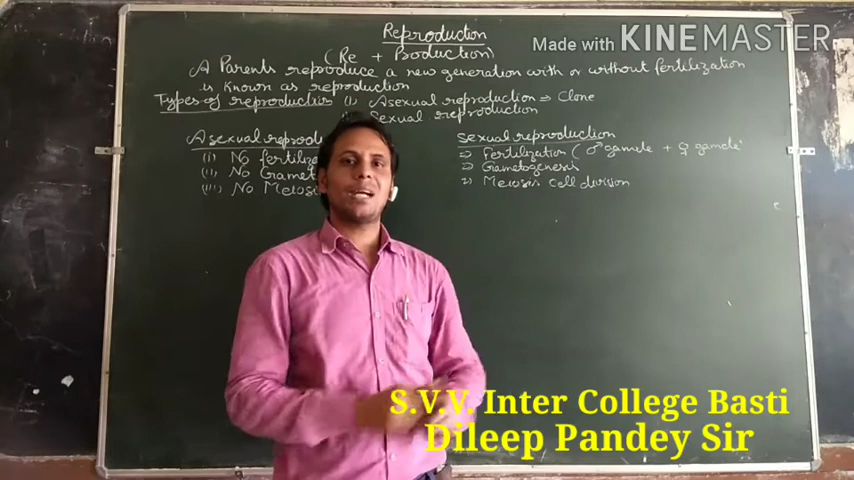 Reproduction
Made with KINEMASTER
(Re + Production)
A Parents reproduce a new generation with or without fertilization
is known as reproduction
Types of reproduction (i) Asexual reproduction ⇒ Clone
Sexual reproduction
Asexual reprodu
(i) No fertiliz
(ii) No Gamet
(iii) No Meiosi
sexual reproduction
⇒ Fertilization (♂ gamete + ♀ gamete
⇒ Gametogenesis
⇒ Meiosis cell division
S.V.V. Inter College Basti
Dileep Pandey Sir